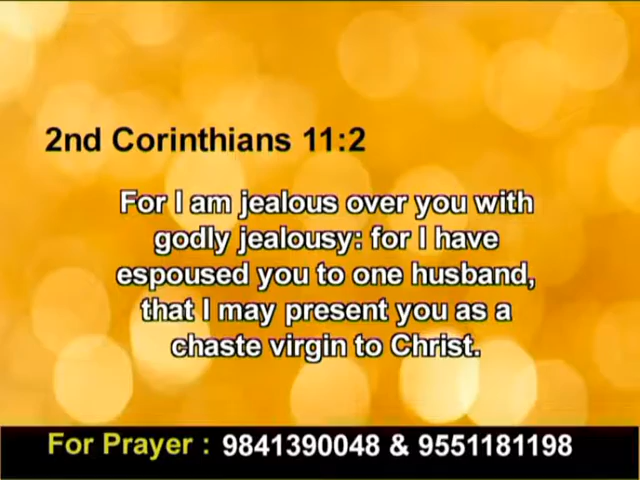 2nd Corinthians 11:2
For I am jealous over you with
godly jealousy: for I have
espoused you to one husband,
that I may present you as a
chaste virgin to Christ.
For Prayer : 9841390048 & 9551181198